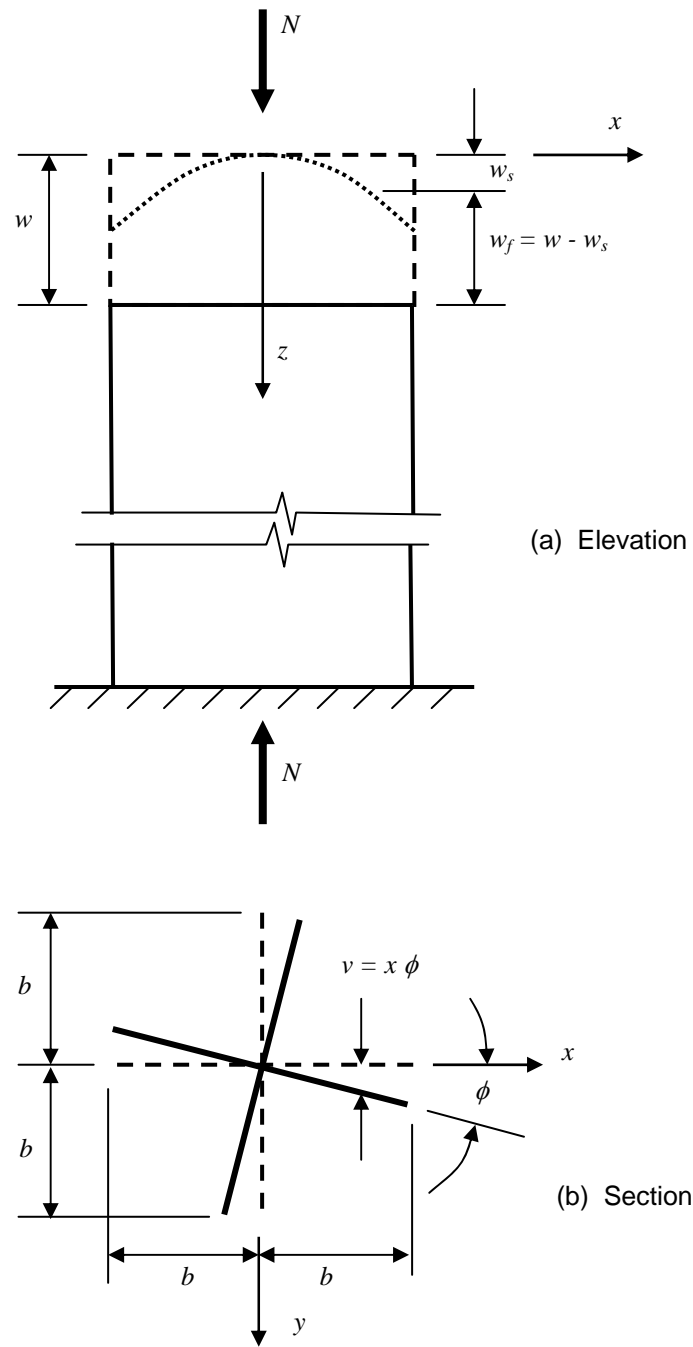 N
x
w_s
w
w_f = w - w_s
z
(a) Elevation
N
b
v = x ϕ
x
ϕ
b
(b) Section
b
b
y